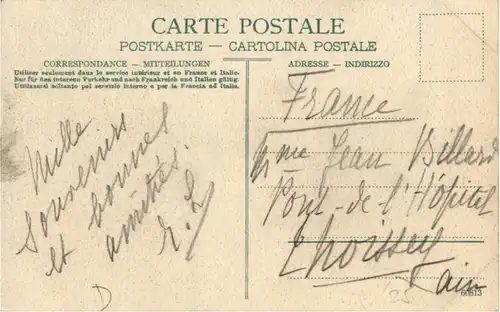 CARTE POSTALE
POSTKARTE — CARTOLINA POSTALE
CORRESPONDANCE — MITTEILUNGEN
Utiliser seulement dans le service intérieur et en France et Italie.
Nur für den internen Verkehr und nach Frankreich und Italien gültig.
Utilizzarsi soltanto pel servizio interno e per la Francia ed Italia.
Mille
souvenirs
et bonnes
amitiés.
E. L
D
ADRESSE — INDIRIZZO
France
Mme Jean Billard
Pont-de-l'Hôpital
Thoissey
Ain
60813